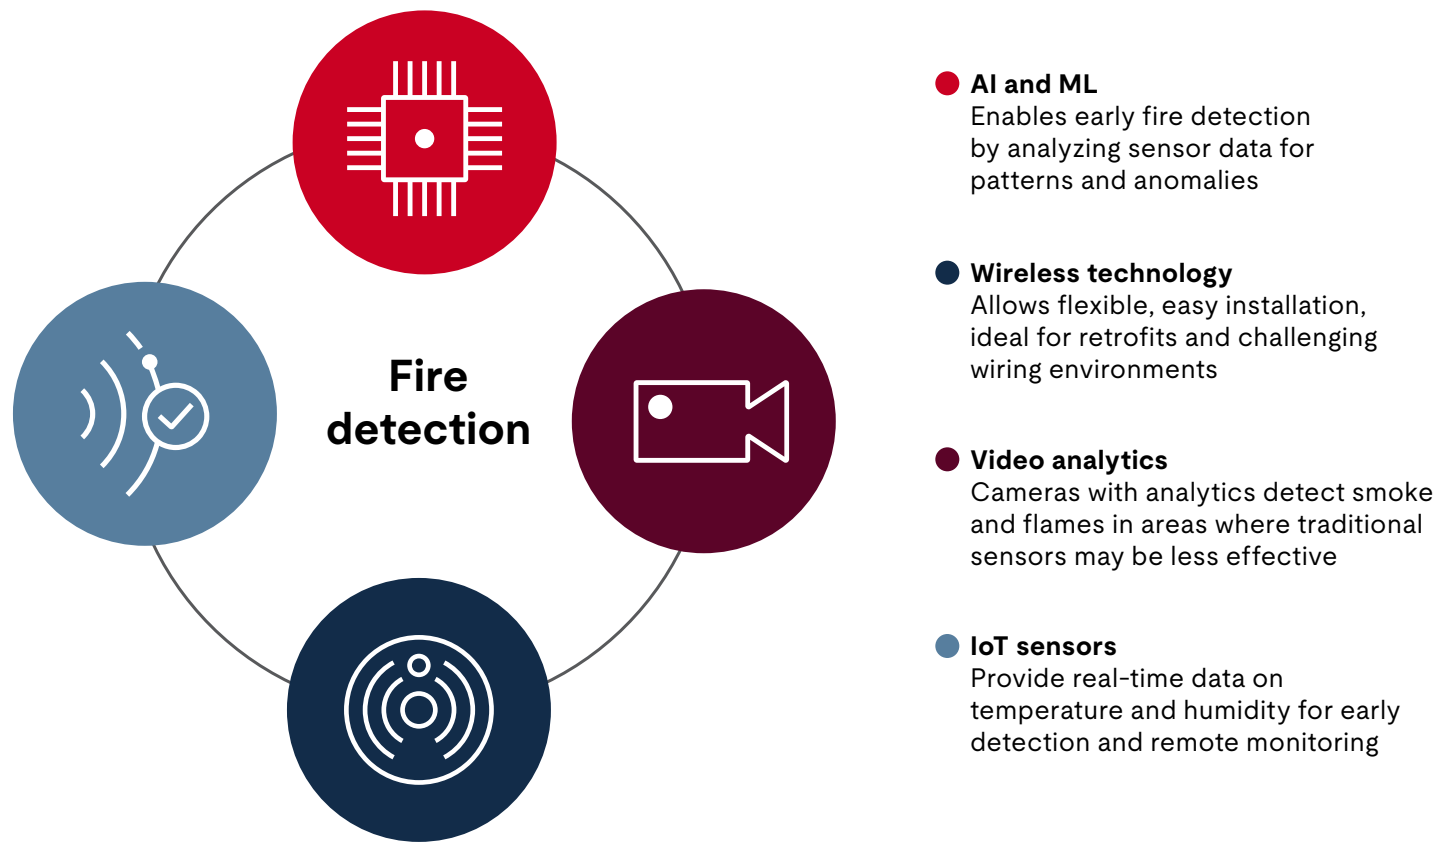 Fire
detection
AI and ML
Enables early fire detection
by analyzing sensor data for
patterns and anomalies
Wireless technology
Allows flexible, easy installation,
ideal for retrofits and challenging
wiring environments
Video analytics
Cameras with analytics detect smoke
and flames in areas where traditional
sensors may be less effective
IoT sensors
Provide real-time data on
temperature and humidity for early
detection and remote monitoring